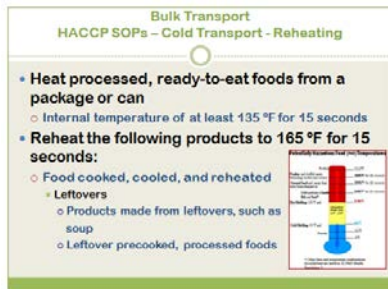 Bulk Transport
HACCP SOPs – Cold Transport - Reheating
Heat processed, ready-to-eat foods from a
package or can
Internal temperature of at least 135 ºF for 15 seconds
Reheat the following products to 165 ºF for 15
seconds:
Food cooked, cooled, and reheated
Leftovers
Products made from leftovers, such as
soup
Leftover precooked, processed foods